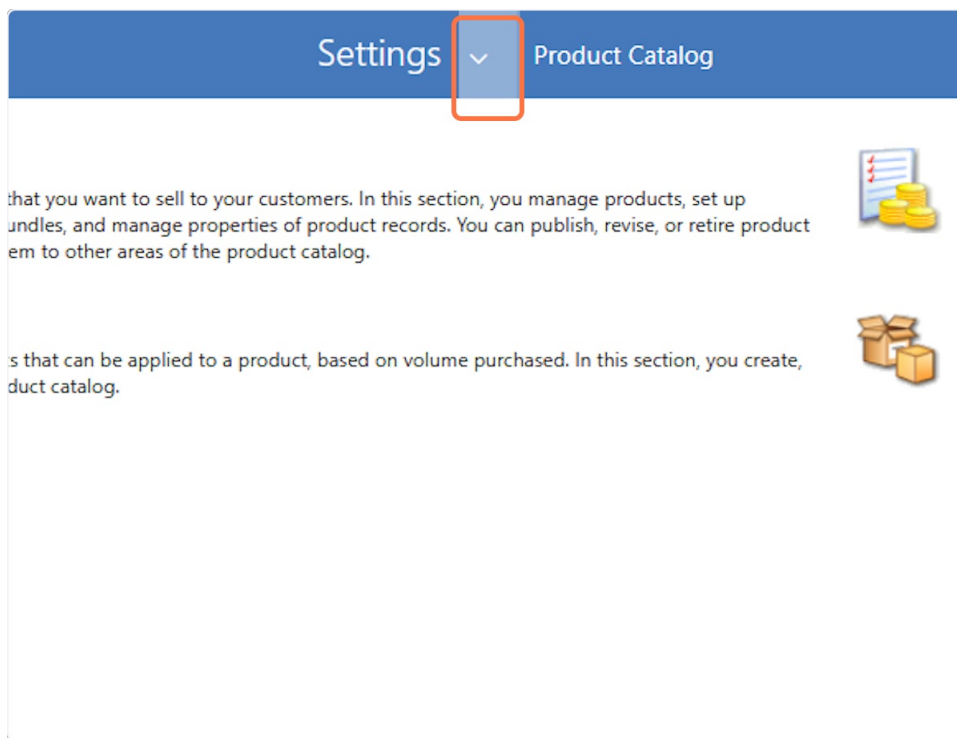 Settings Product Catalog
that you want to sell to your customers. In this section, you manage products, set up
undles, and manage properties of product records. You can publish, revise, or retire product
em to other areas of the product catalog.
s that can be applied to a product, based on volume purchased. In this section, you create,
duct catalog.